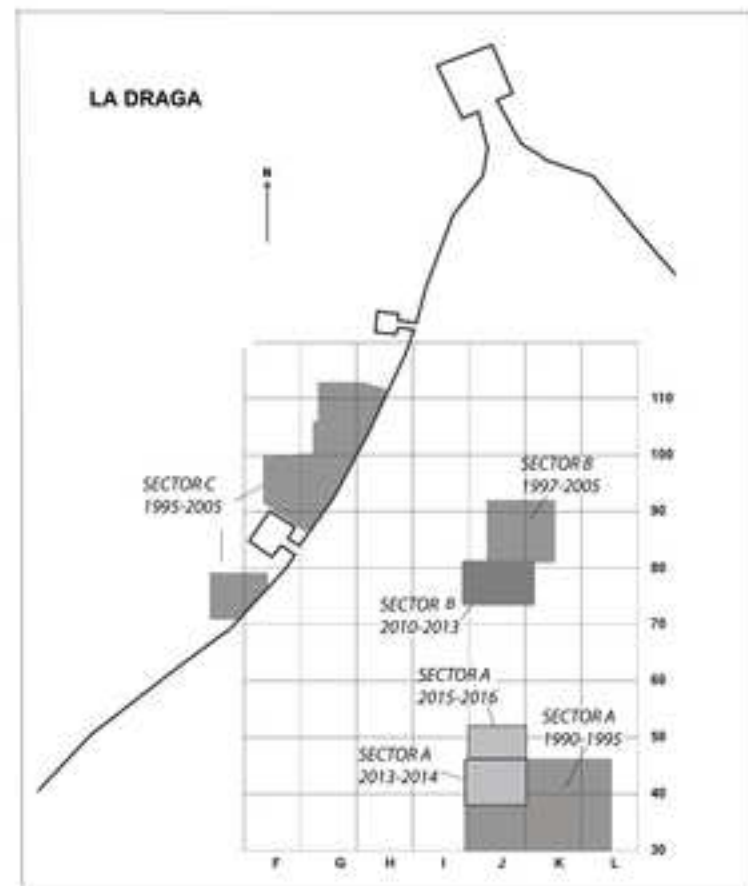 LA DRAGA
N
110
100
SECTOR B
1997-2005
SECTOR C
1995-2005
90
80
SECTOR B
2010-2013
70
SECTOR A
2015-2016
60
SECTOR A
1990-1995
50
SECTOR A
2013-2014
40
30
F G H I J K L